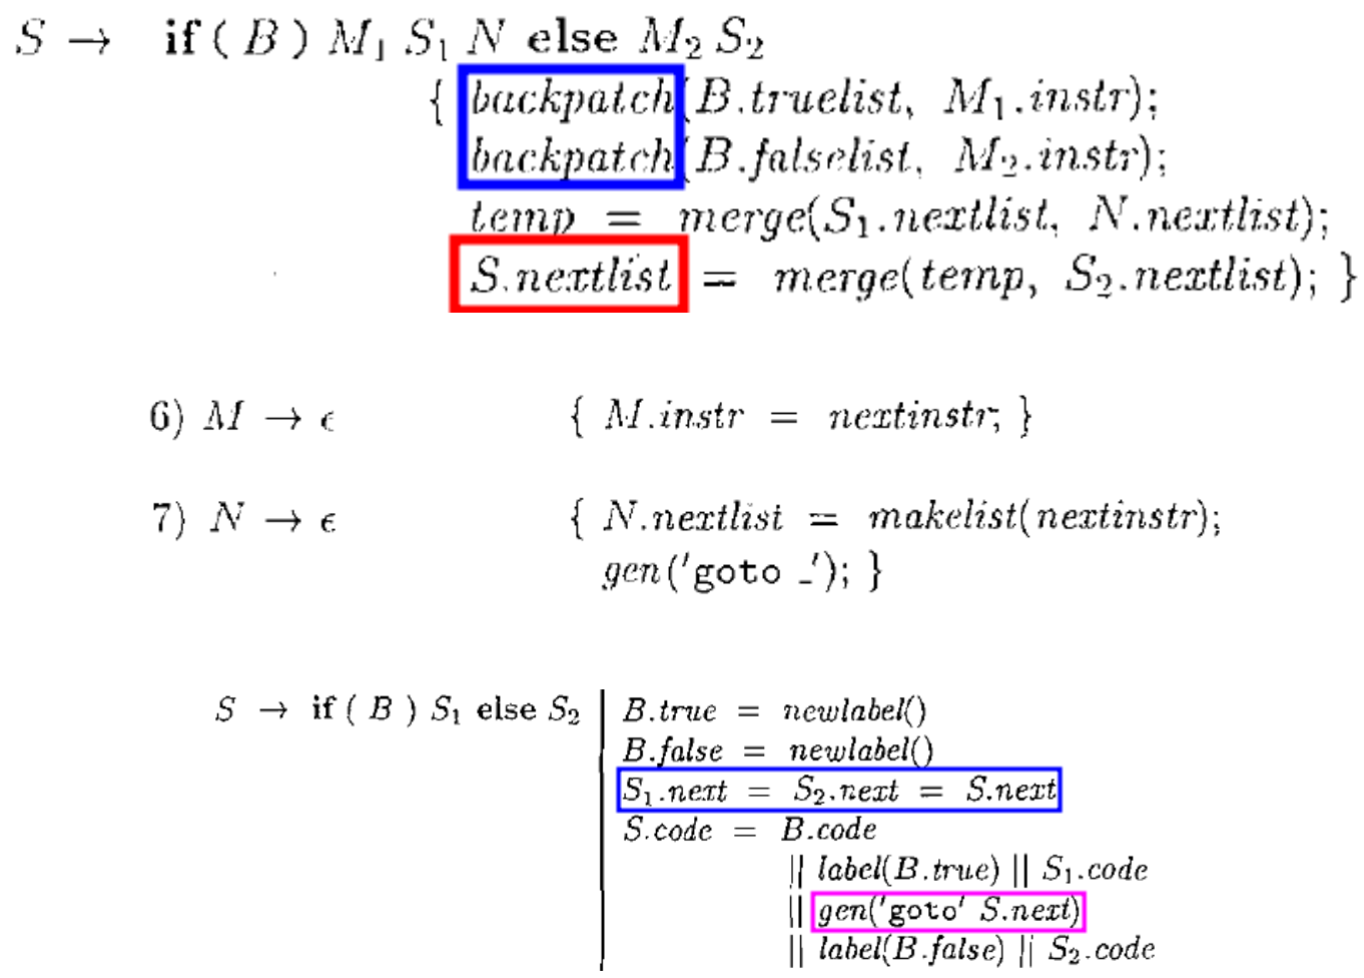 S → if ( B ) M₁ S₁ N else M₂ S₂
{ backpatch(B.truelist, M₁.instr);
backpatch(B.falselist, M₂.instr);
temp = merge(S₁.nextlist, N.nextlist);
S.nextlist = merge(temp, S₂.nextlist); }
6) M → ϵ { M.instr = nextinstr; }
7) N → ϵ { N.nextlist = makelist(nextinstr);
gen('goto _'); }
S → if ( B ) S₁ else S₂ B.true = newlabel()
B.false = newlabel()
S₁.next = S₂.next = S.next
S.code = B.code
|| label(B.true) || S₁.code
|| gen('goto' S.next)
|| label(B.false) || S₂.code